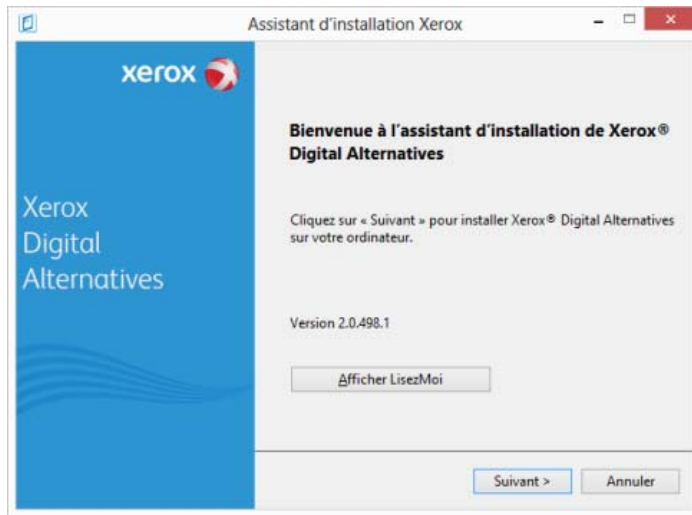 Assistant d'installation Xerox
xerox
Xerox
Digital
Alternatives
Bienvenue à l'assistant d'installation de Xerox®
Digital Alternatives
Cliquez sur « Suivant » pour installer Xerox® Digital Alternatives
sur votre ordinateur.
Version 2.0.498.1
Afficher LisezMoi
Suivant >
Annuler